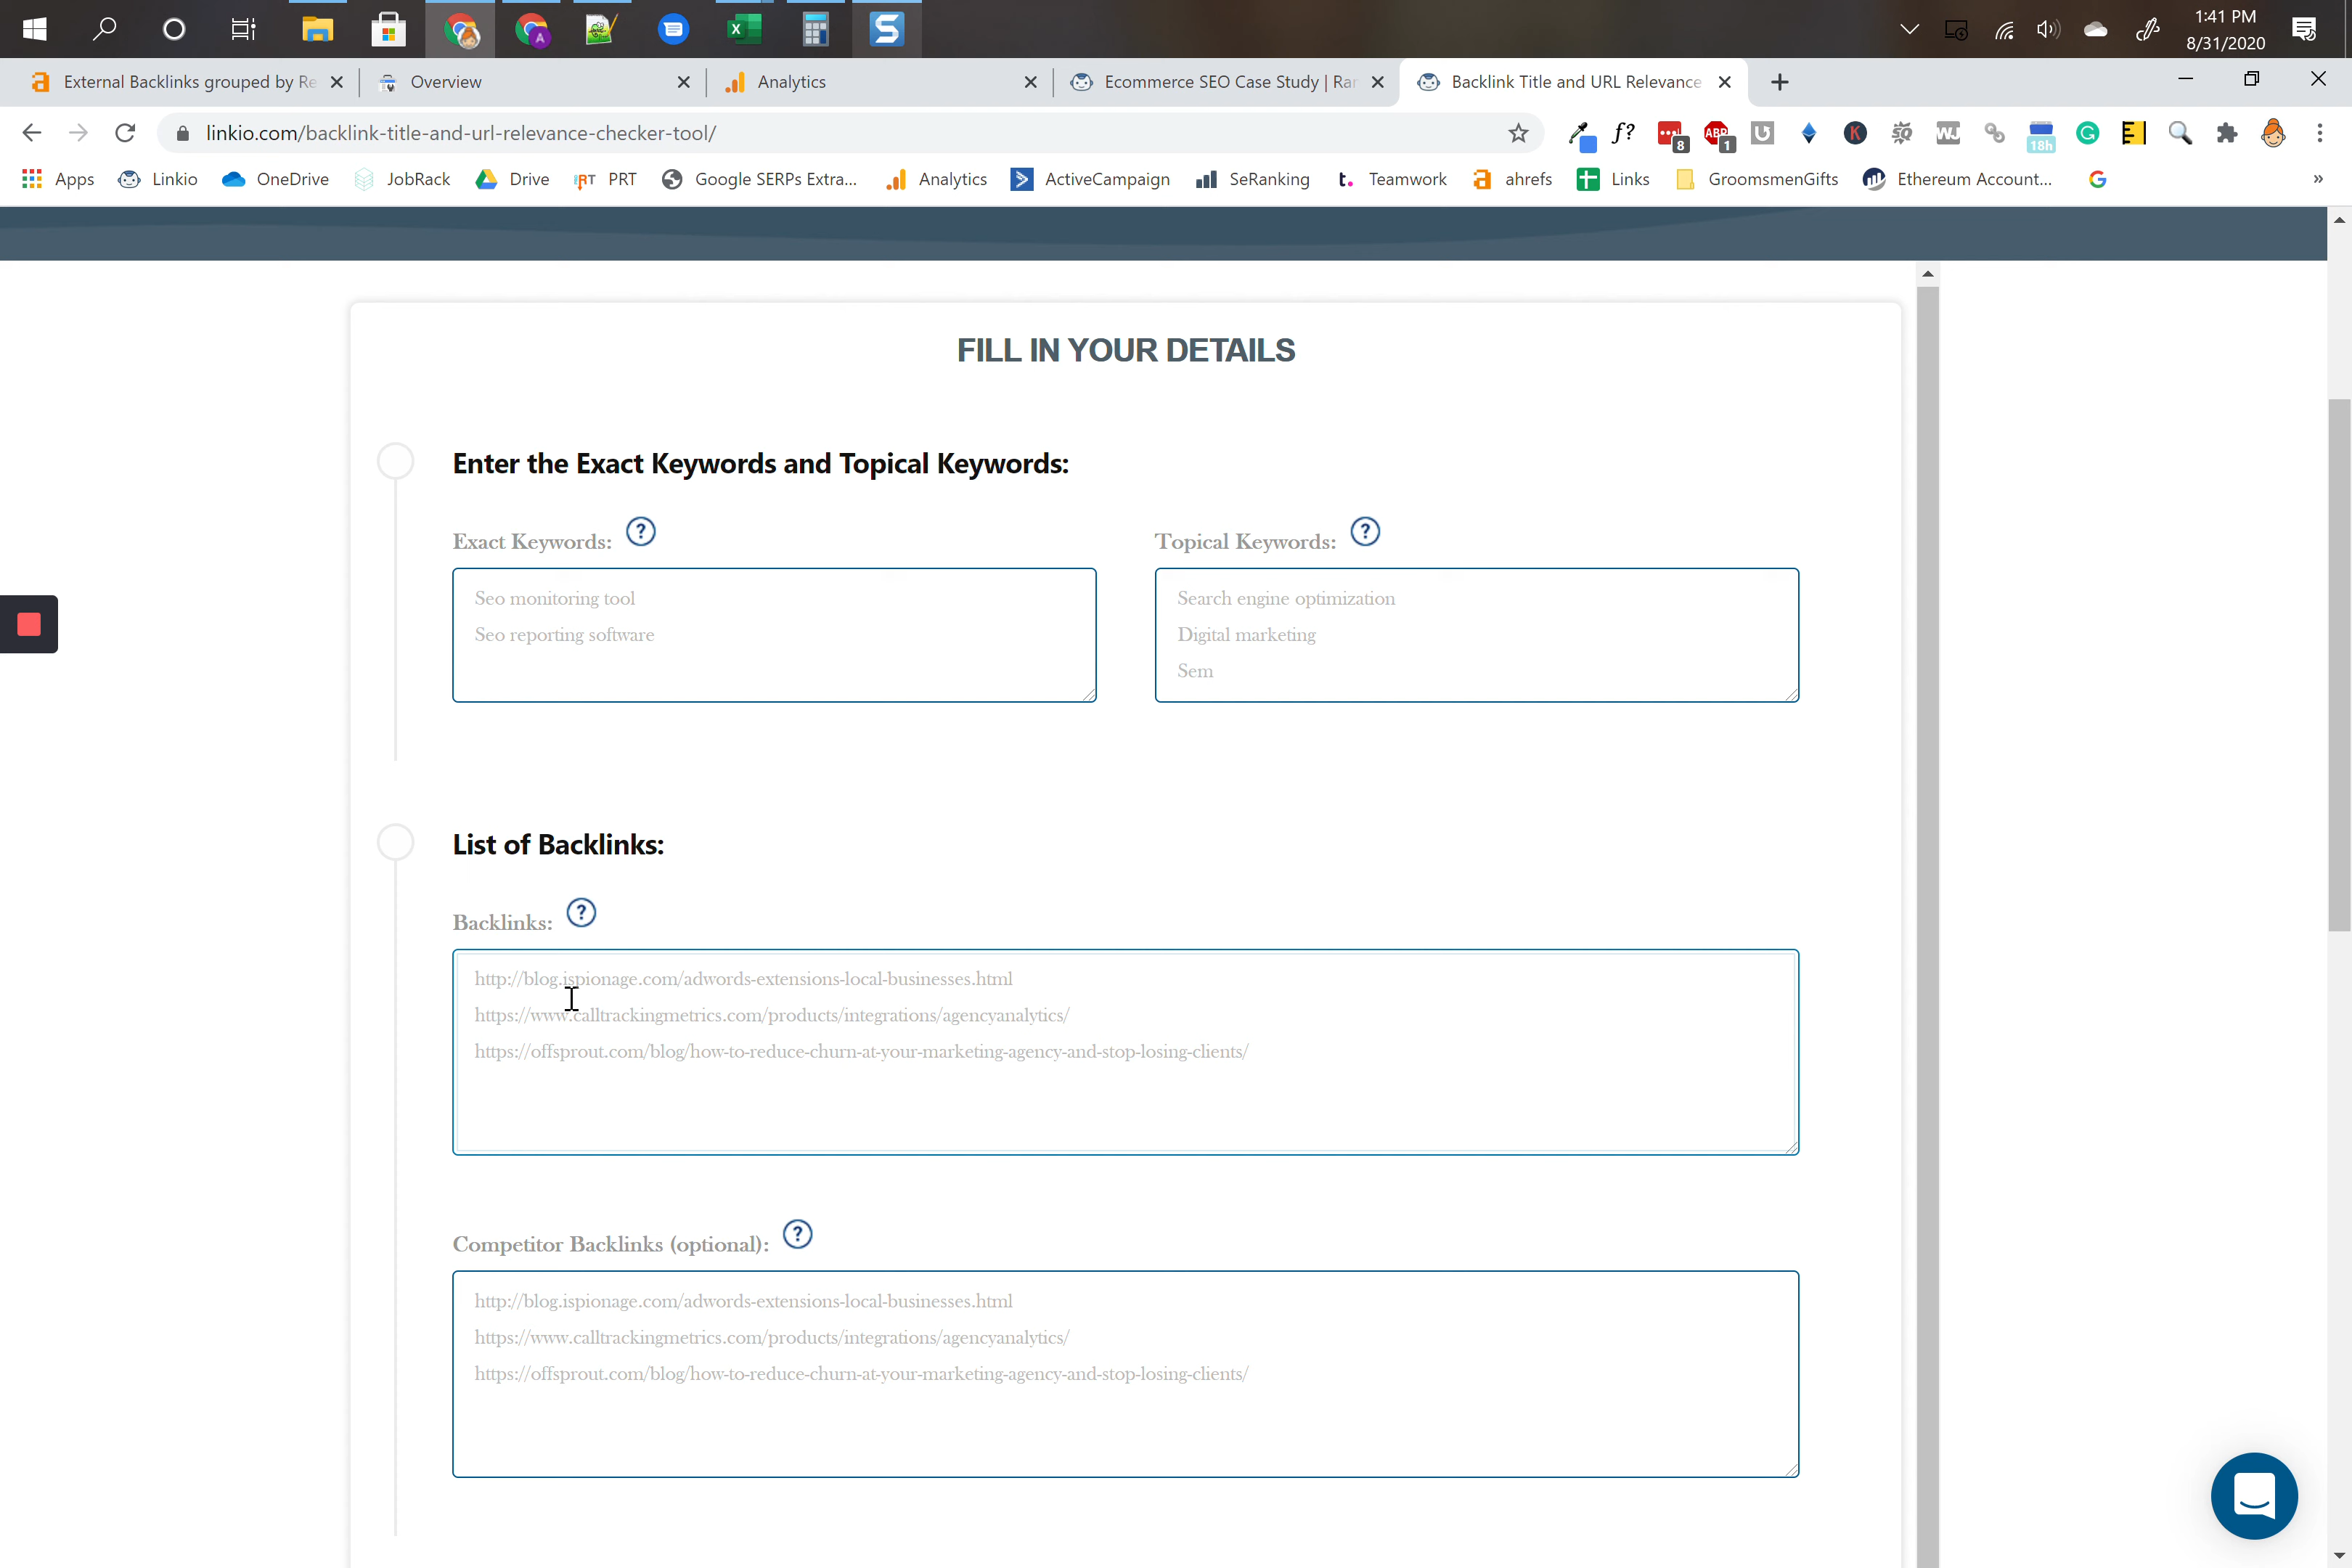 1:41 PM
8/31/2020
External Backlinks grouped by Re
Overview
Analytics
Ecommerce SEO Case Study | Ran
Backlink Title and URL Relevance
linkio.com/backlink-title-and-url-relevance-checker-tool/
f?
8
ABP
1
K
SQ
WJ
18h
Apps
Linkio
OneDrive
JobRack
Drive
PRT
Google SERPs Extra...
Analytics
ActiveCampaign
SeRanking
Teamwork
ahrefs
Links
GroomsmenGifts
Ethereum Account...
»
FILL IN YOUR DETAILS
Enter the Exact Keywords and Topical Keywords:
Exact Keywords: ?
Topical Keywords: ?
Seo monitoring tool
Seo reporting software
Search engine optimization
Digital marketing
Sem
List of Backlinks:
Backlinks: ?
http://blog.ispionage.com/adwords-extensions-local-businesses.html
https://www.calltrackingmetrics.com/products/integrations/agencyanalytics/
https://offsprout.com/blog/how-to-reduce-churn-at-your-marketing-agency-and-stop-losing-clients/
Competitor Backlinks (optional): ?
http://blog.ispionage.com/adwords-extensions-local-businesses.html
https://www.calltrackingmetrics.com/products/integrations/agencyanalytics/
https://offsprout.com/blog/how-to-reduce-churn-at-your-marketing-agency-and-stop-losing-clients/